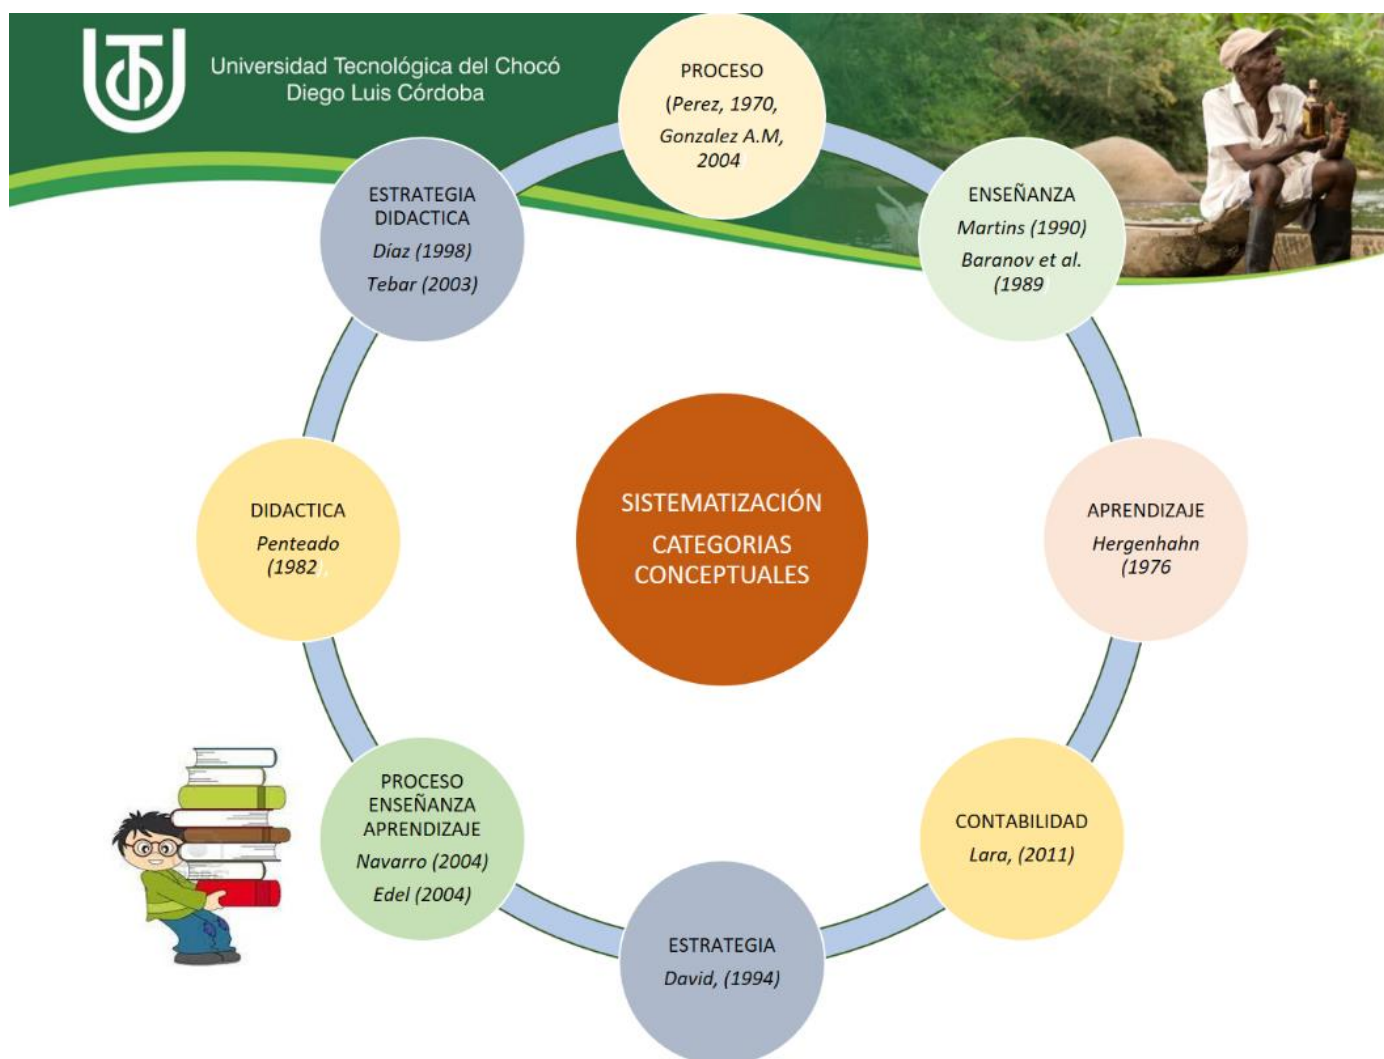 Universidad Tecnológica del Chocó
Diego Luis Córdoba
PROCESO
(Perez, 1970,
Gonzalez A.M,
2004)
ENSEÑANZA
Martins (1990)
Baranov et al.
(1989)
APRENDIZAJE
Hergenhahn
(1976
CONTABILIDAD
Lara, (2011)
ESTRATEGIA
David, (1994)
PROCESO
ENSEÑANZA
APRENDIZAJE
Navarro (2004)
Edel (2004)
DIDACTICA
Penteado
(1982).
ESTRATEGIA
DIDACTICA
Díaz (1998)
Tebar (2003)
SISTEMATIZACIÓN
CATEGORIAS
CONCEPTUALES